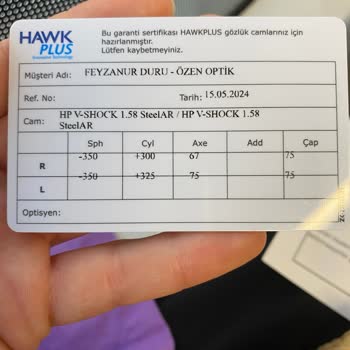 HAWK
PLUS
Innovative Technology
Bu garanti sertifikası HAWKPLUS gözlük camlarınız için
hazırlanmıştır.
Lütfen kaybetmeyiniz.
Müşteri Adı: FEYZANUR DURU - ÖZEN OPTİK
Ref. No: Tarih: 15.05.2024
Cam: HP V-SHOCK 1.58 SteelAR / HP V-SHOCK 1.58
SteelAR
Sph Cyl Axe Add Çap
R -350 +300 67 75
L -350 +325 75 75
Optisyen: